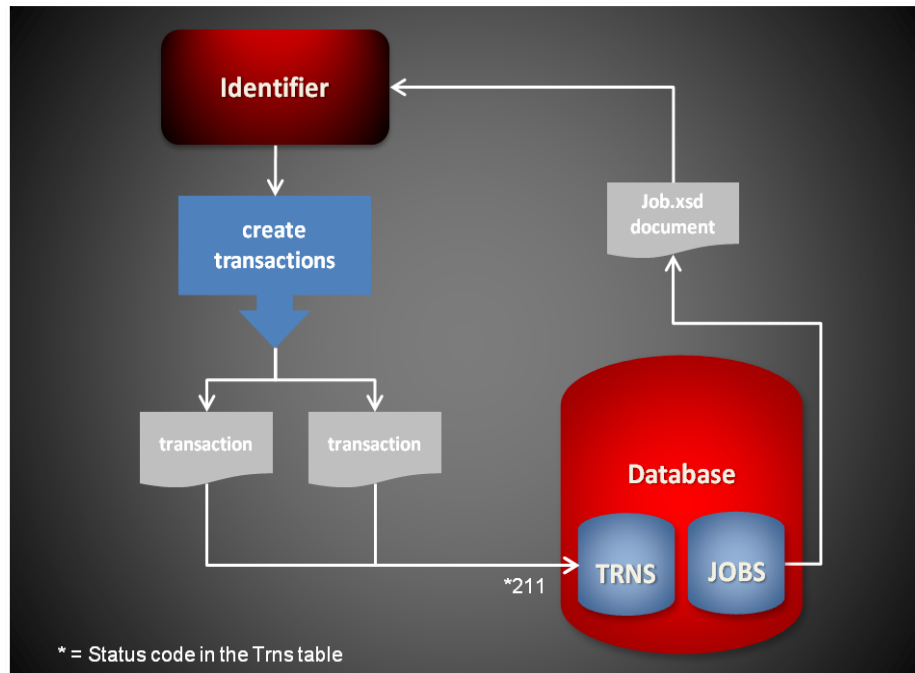 Identifier
Job.xsd
document
create
transactions
transaction
transaction
Database
TRNS
JOBS
*211
* = Status code in the Trns table